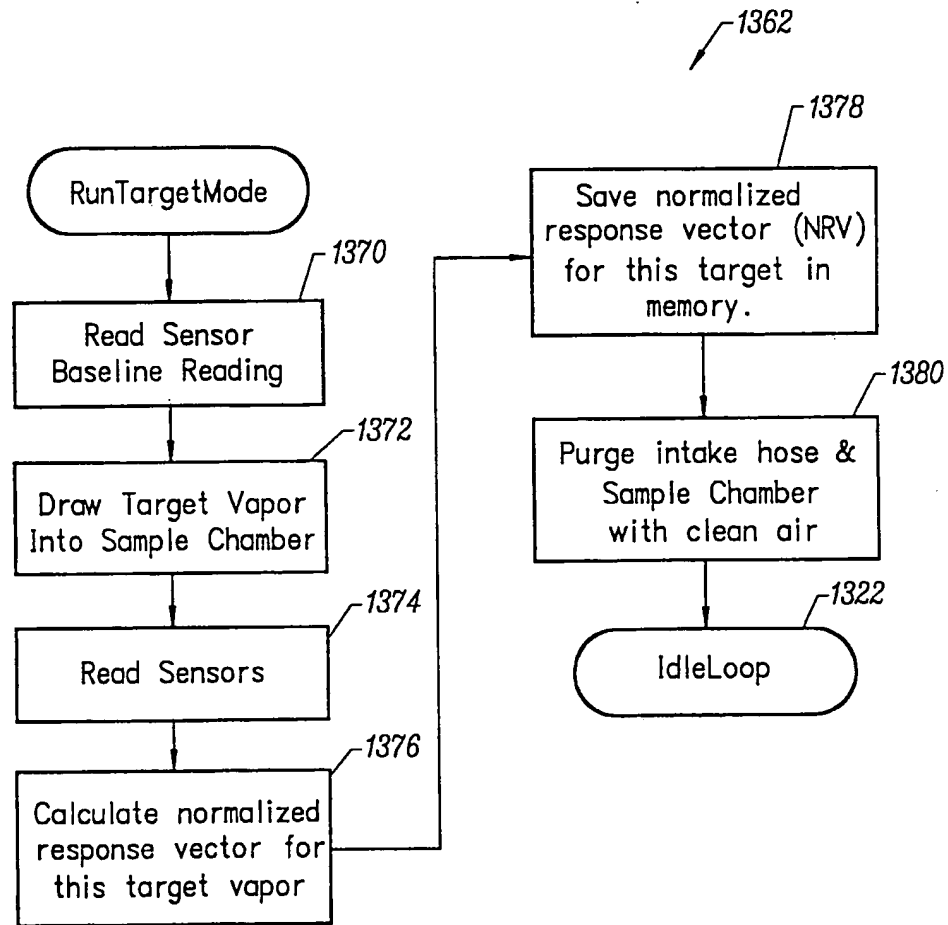 1362
RunTargetMode
1370
Read Sensor
Baseline Reading
1372
Draw Target Vapor
Into Sample Chamber
1374
Read Sensors
1376
Calculate normalized
response vector for
this target vapor
1378
Save normalized
response vector (NRV)
for this target in
memory.
1380
Purge intake hose &
Sample Chamber
with clean air
1322
IdleLoop